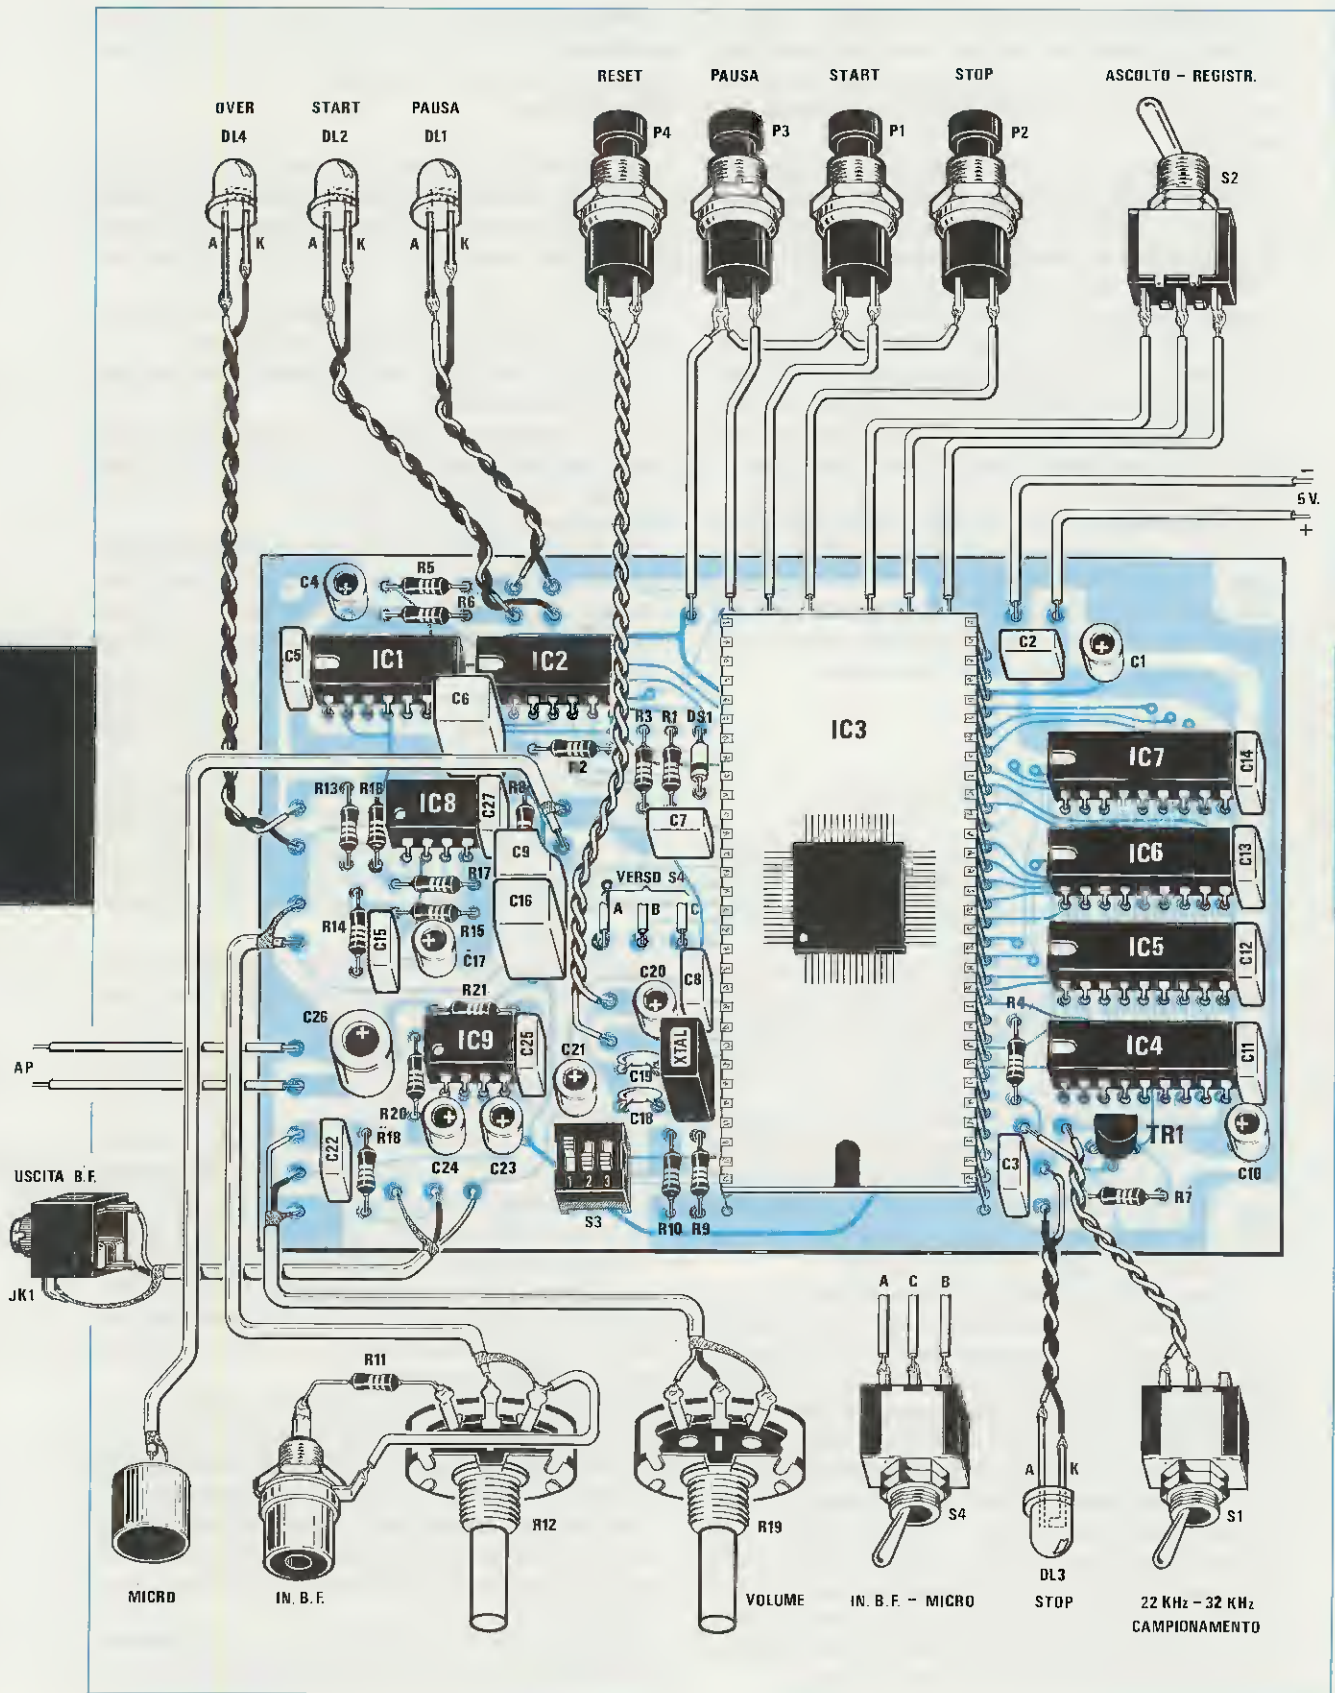 RESET PAUSA START STOP ASCOLTO - REGISTR.
OVER START PAUSA
DL4 DL2 DL1
P4 P3 P1 P2
S2
A K A K A K
- 
5 V.
+
C4 R5
R6
C5 IC1 IC2 C2 C1
C6
IC3
R3 R1 DS1
R2
IC7 C14
R13 R16 IC8 C27 R8
C7
C9
IC6 C13
R17
VERSO S4
A B C
C16
R14 C15 R15
C17
IC5 C12
C20 C8
R21
R4
C26 IC9 C25
XTAL
IC4 C11
AP
C21 C19
R20
C18
TR1
C22 R18
C24 C23
C10
1 2 3
C3
USCITA B.F.
R7
S3 R10 R9
JK1
A C B
R11
A K
R12 R19 S4 S1
DL3
MICRO IN. B.F. VOLUME IN. B.F. - MICRO STOP 22 KHz - 32 KHz
CAMPIONAMENTO